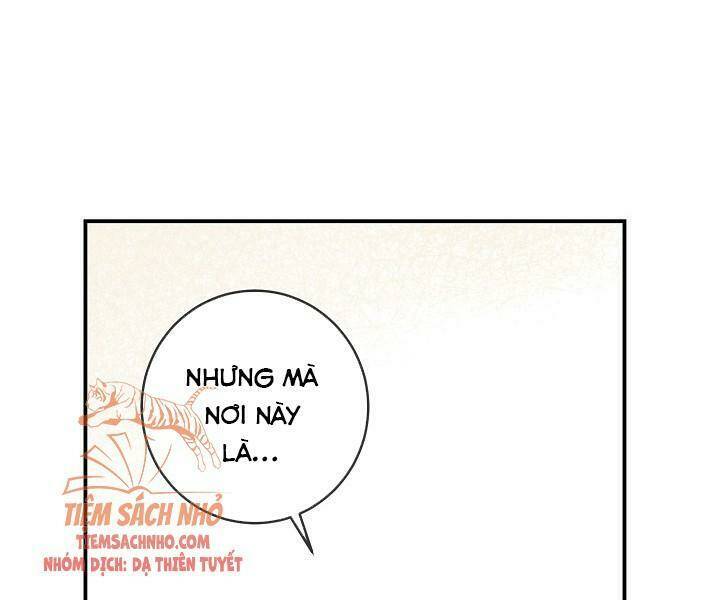 NHƯNG MÀ
NƠI NÀY
LÀ...
TIỆM SÁCH NHỎ
TIEMSACHNHO.COM
NHÓM DỊCH: DẠ THIÊN TUYẾT